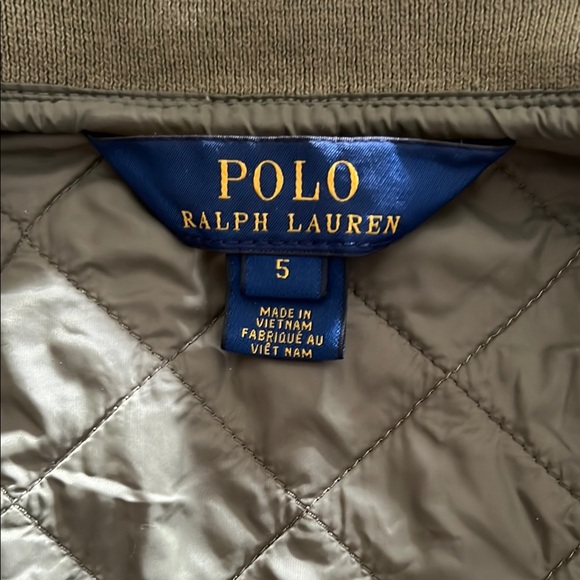 POLO
RALPH LAUREN
5
MADE IN
VIETNAM
FABRIQUÉ AU
VIÊT NAM